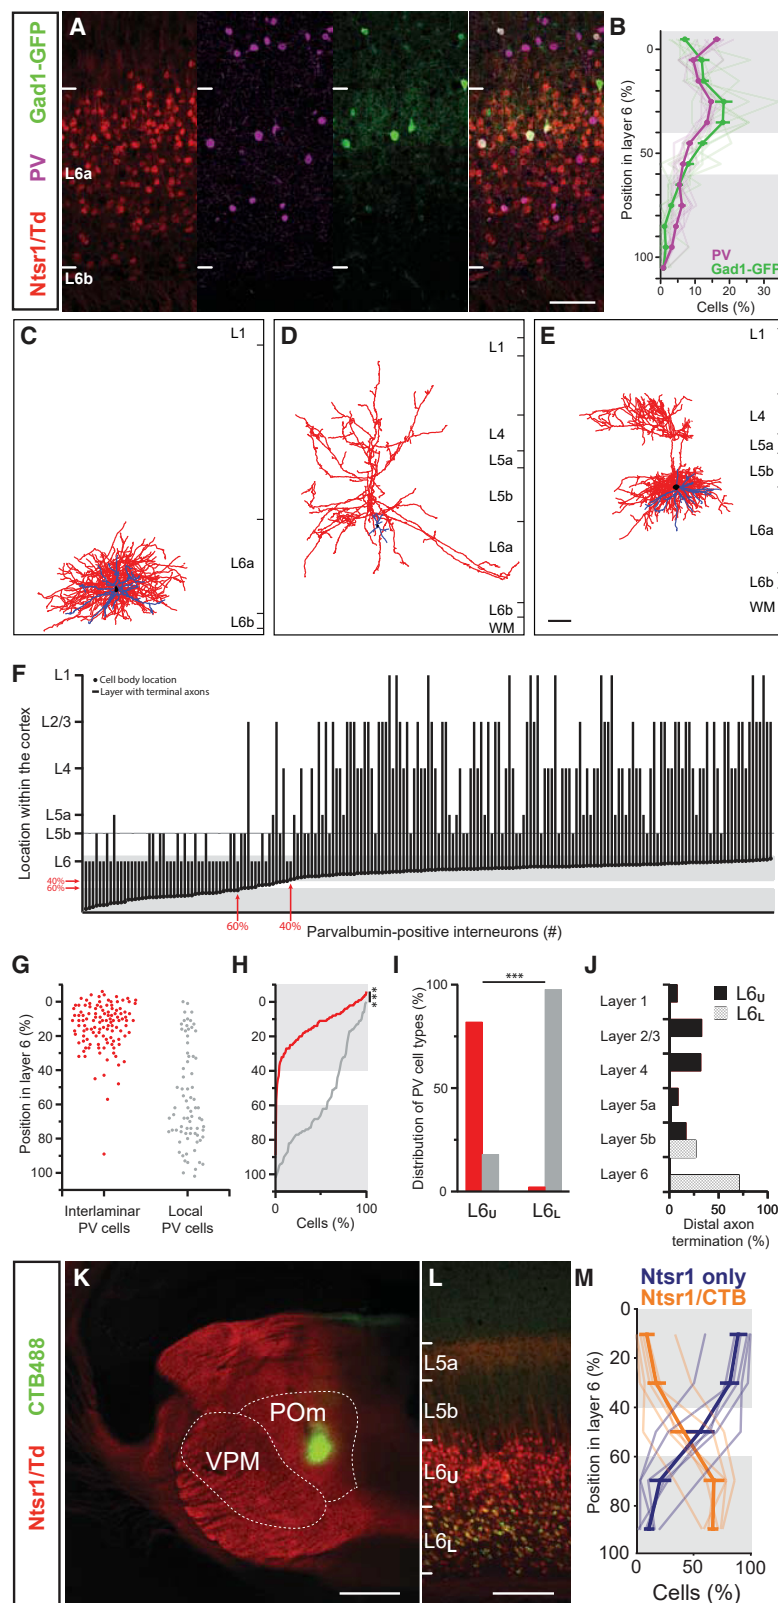 A
Ntsr1/Td PV Gad1-GFP
L6a
L6b
B
Position in layer 6 (%)
0
50
100
PV
Gad1-GFP
0 10 20 30
Cells (%)
C
L1
L6a
L6b
D
L1
L4
L5a
L5b
L6a
L6b
WM
E
L1
L4
L5a
L5b
L6a
L6b
WM
F
Cell body location
Layer with terminal axons
Location within the cortex
L1
L2/3
L4
L5a
L5b
L6
40%
60%
60%
40%
Parvalbumin-positive interneurons (#)
G
Position in layer 6 (%)
0
20
40
60
80
100
Interlaminar PV cells
Local PV cells
H
0
20
40
60
80
100
***
0 50 100
Cells (%)
I
Distribution of PV cell types (%)
100
50
0
***
L6U L6L
J
L6U
L6L
Layer 1
Layer 2/3
Layer 4
Layer 5a
Layer 5b
Layer 6
0 50 100
Distal axon
termination (%)
K
Ntsr1/Td CTB488
POm
VPM
L
L5a
L5b
L6U
L6L
M
Ntsr1 only
Ntsr1/CTB
Position in layer 6 (%)
0
20
40
60
80
100
0 50 100
Cells (%)